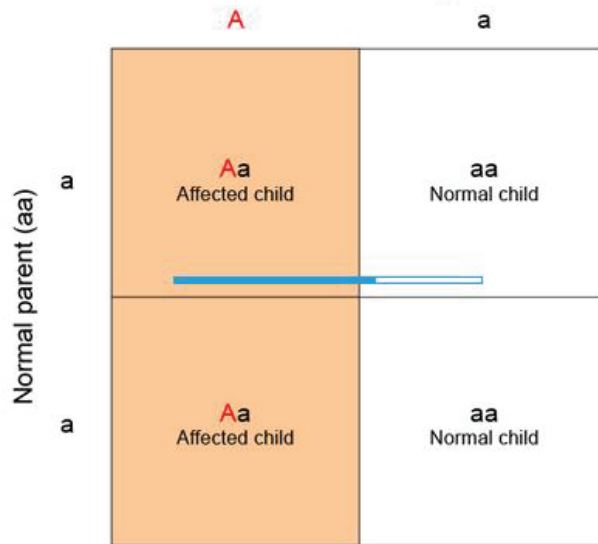 A a
Normal parent (aa)
a
Aa
Affected child
aa
Normal child
a
Aa
Affected child
aa
Normal child